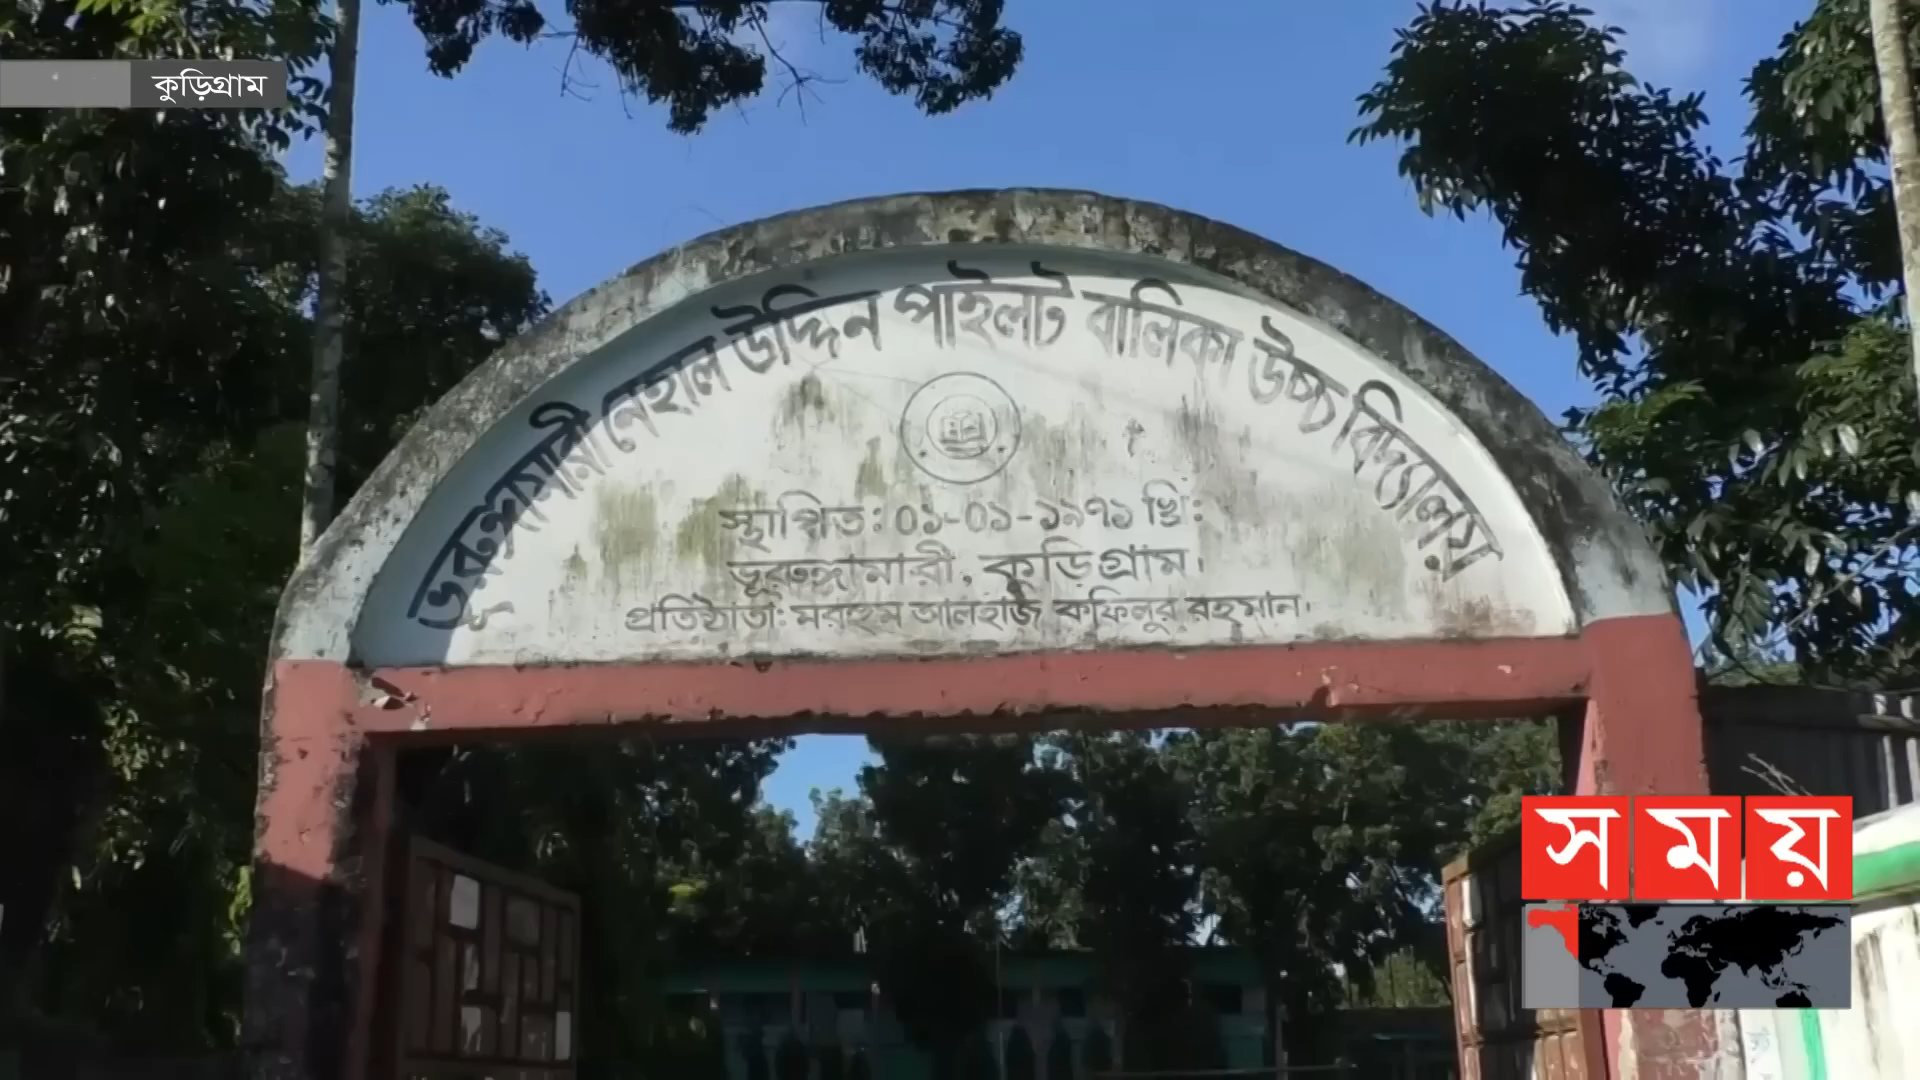 কুড়িগ্রাম
ভুরুঙ্গামারী নেহাল উদ্দিন পাইলট বালিকা উচ্চ বিদ্যালয়
স্থাপিত: ০১-০১-১৯৭১ খ্রি:
ভূরুঙ্গামারী, কুড়িগ্রাম।
প্রতিষ্ঠাতা: মরহুম আলহাজ কফিলুর রহমান।
সময়